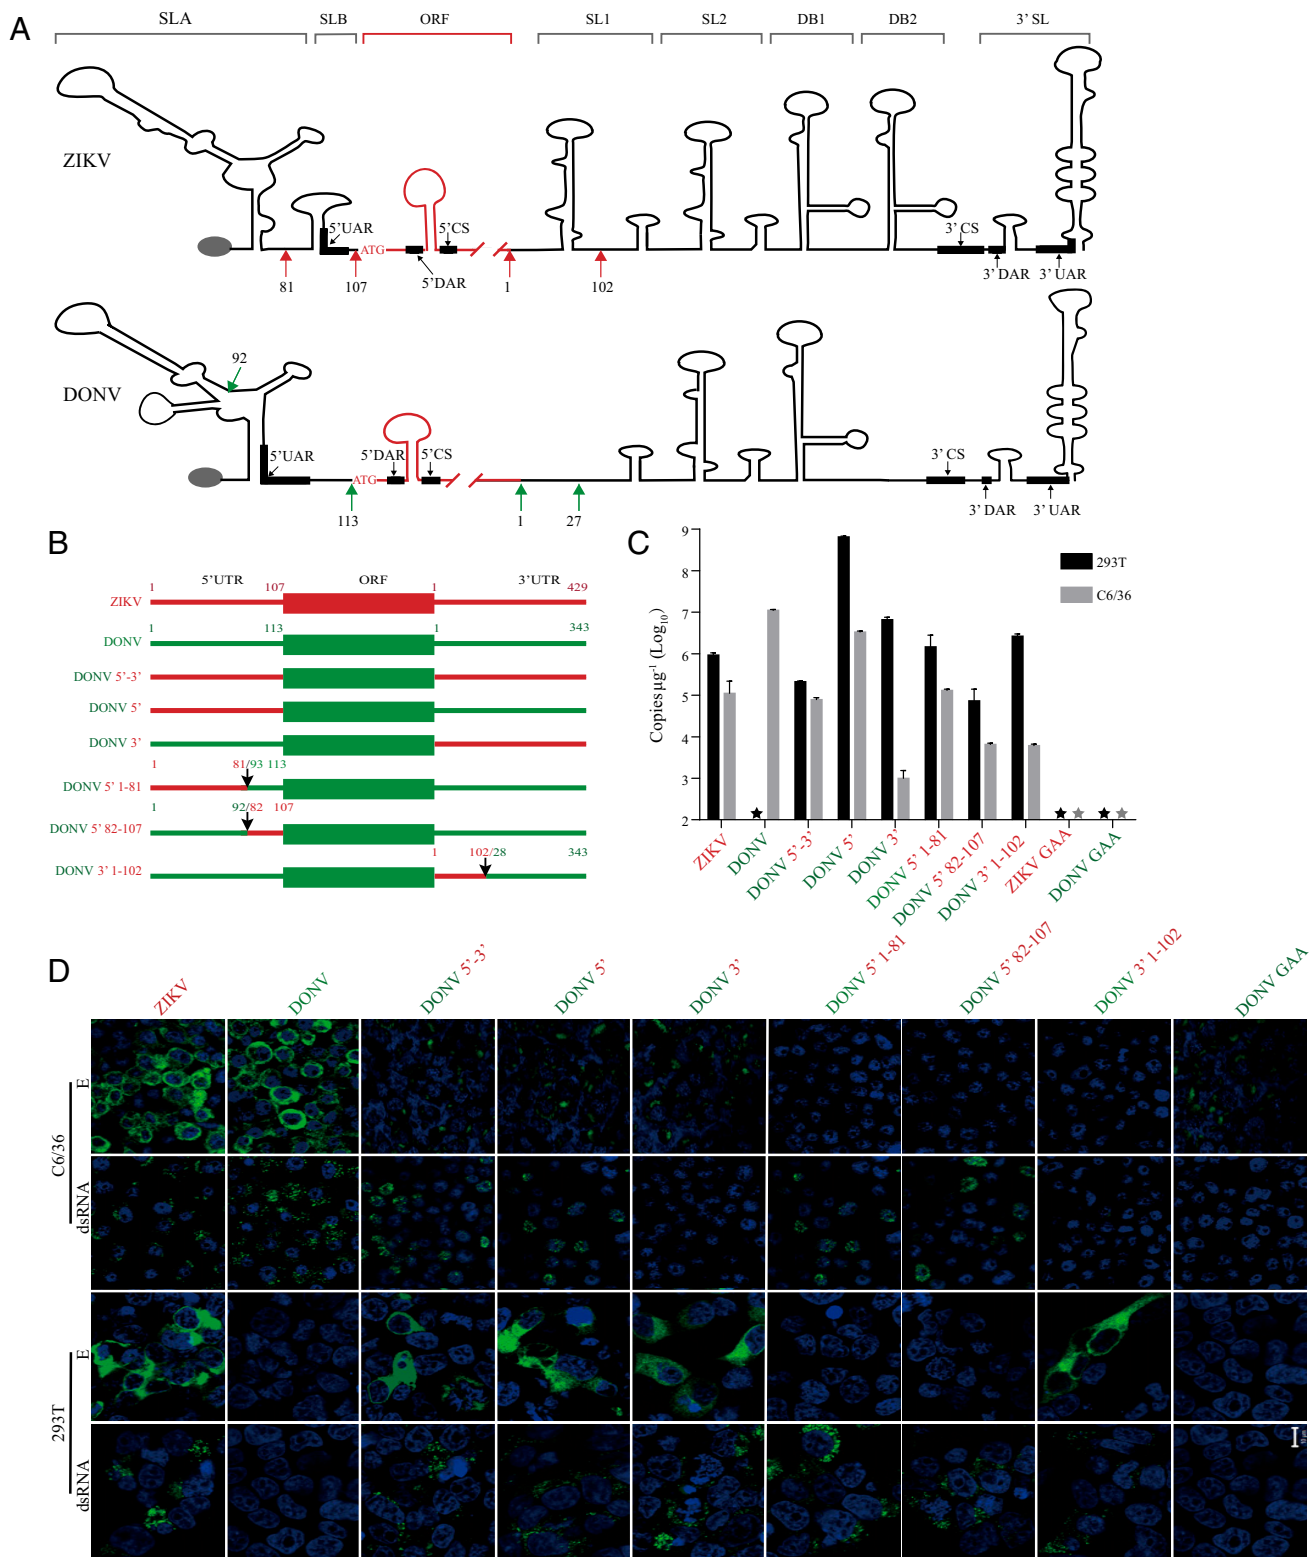 A
SLA SLB ORF SL1 SL2 DB1 DB2 3' SL
ZIKV
5'UAR ATG 5'CS 5'DAR 3'CS 3' DAR 3' UAR
81 107 1 102
92
DONV
5'UAR ATG 5'DAR 5'CS 3'CS 3' DAR 3' UAR
113 1 27
B
5'UTR ORF 3'UTR
1 107 1 429
ZIKV
1 113 1 343
DONV
DONV 5'-3'
DONV 5'
DONV 3'
1 81/93 113
DONV 5' 1-81
1 92/82 107
DONV 5' 82-107
1 102/28 343
DONV 3' 1-102
C
Copies µg⁻¹ (Log₁₀)
9
8
7
6
5
4
3
2
293T
C6/36
ZIKV DONV DONV 5'-3' DONV 5' DONV 3' DONV 5' 1-81 DONV 5' 82-107 DONV 3' 1-102 ZIKV GAA DONV GAA
D
ZIKV DONV DONV 5'-3' DONV 5' DONV 3' DONV 5' 1-81 DONV 5' 82-107 DONV 3' 1-102 DONV GAA
C6/36
E
dsRNA
293T
E
dsRNA